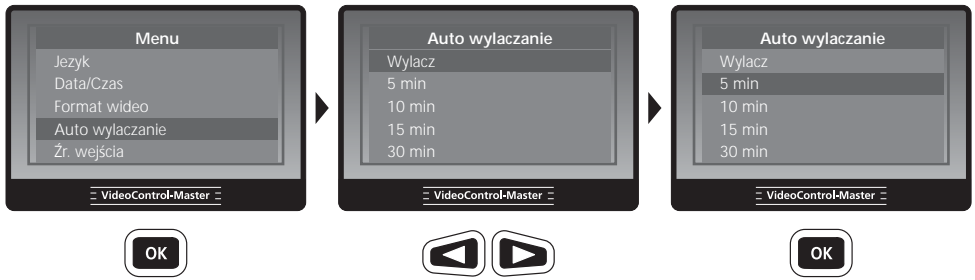 Menu
Jezyk
Data/Czas
Format wideo
Auto wylaczanie
Źr. wejścia
VideoControl-Master
OK
Auto wylaczanie
Wylacz
5 min
10 min
15 min
30 min
VideoControl-Master
Auto wylaczanie
Wylacz
5 min
10 min
15 min
30 min
VideoControl-Master
OK